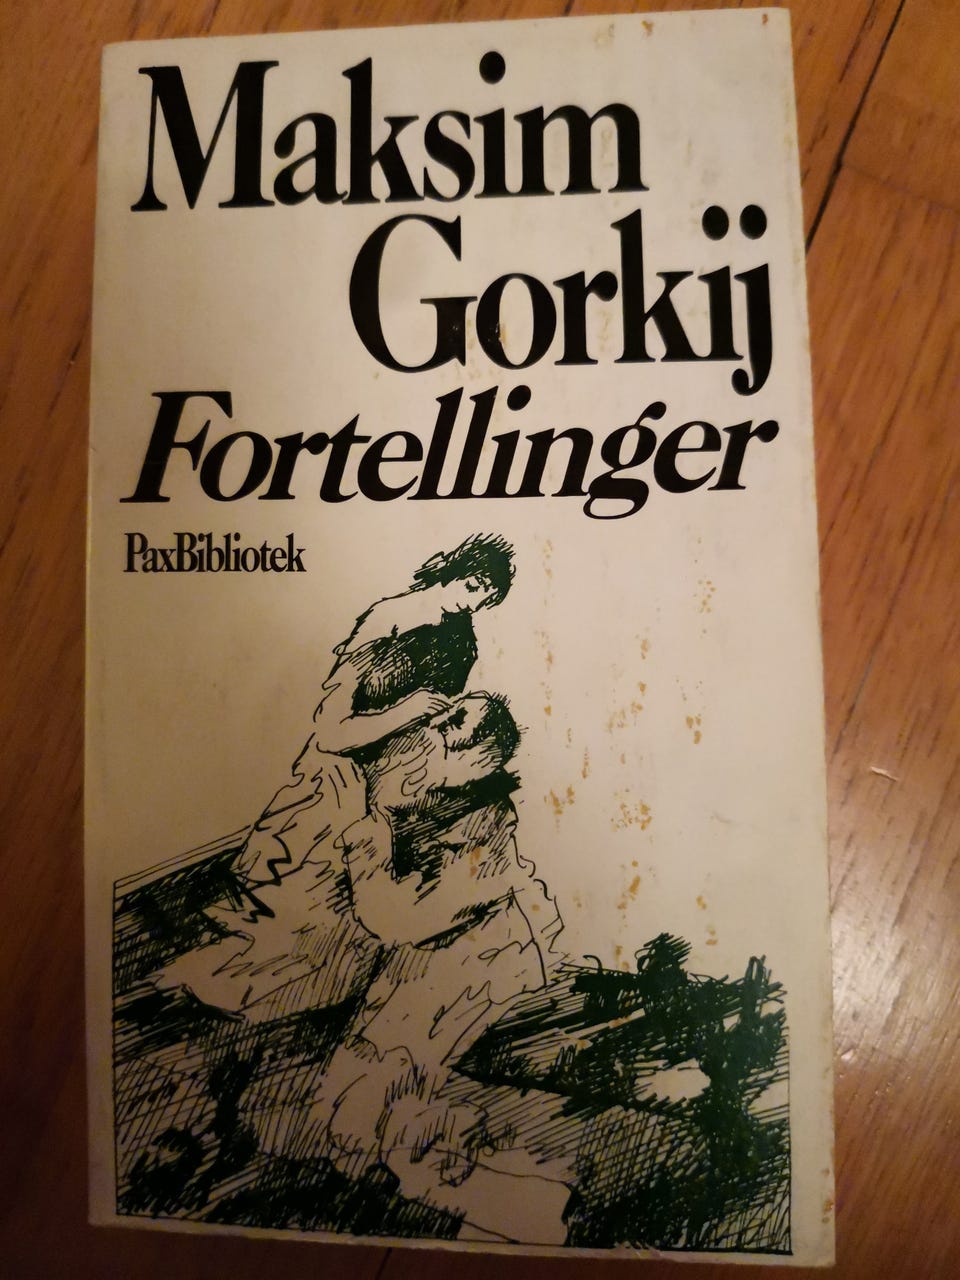 Maksim
Gorkij
Fortellinger
PaxBibliotek